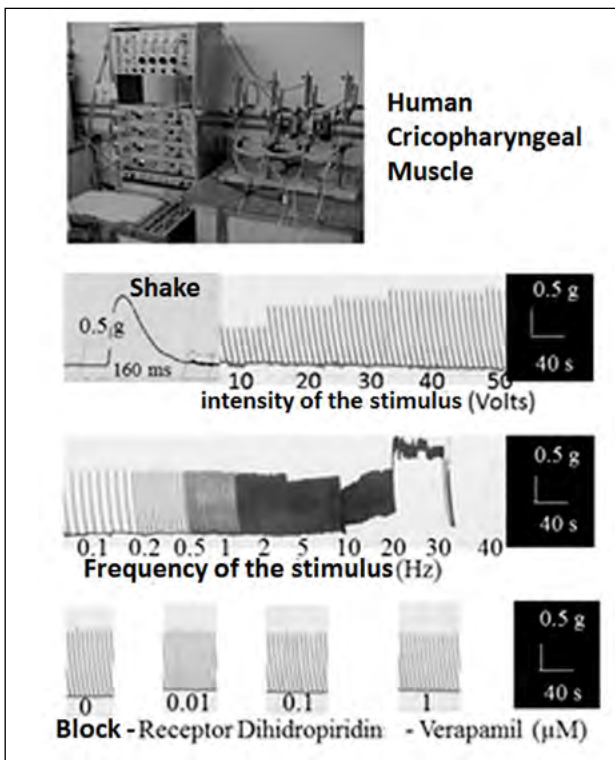 Human
Cricopharyngeal
Muscle
Shake
0.5 g
160 ms
0.5 g
40 s
10 20 30 40 50
intensity of the stimulus (Volts)
0.5 g
40 s
0.1 0.2 0.5 1 2 5 10 20 30 40
Frequency of the stimulus (Hz)
0.5 g
40 s
0 0.01 0.1 1
Block - Receptor Dihidropiridin - Verapamil (µM)